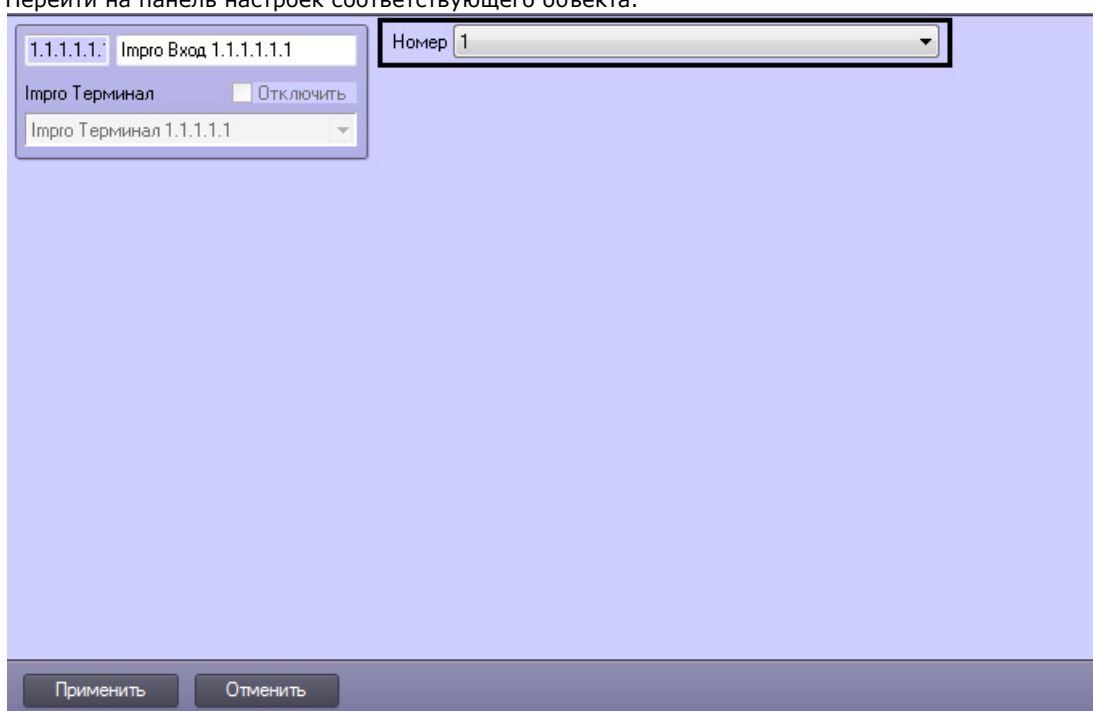 Перейти на панель настроек соответствующего объекта.
1.1.1.1.1. Impro Вход 1.1.1.1.1.1
Номер 1
Impro Терминал Отключить
Impro Терминал 1.1.1.1.1
Применить Отменить